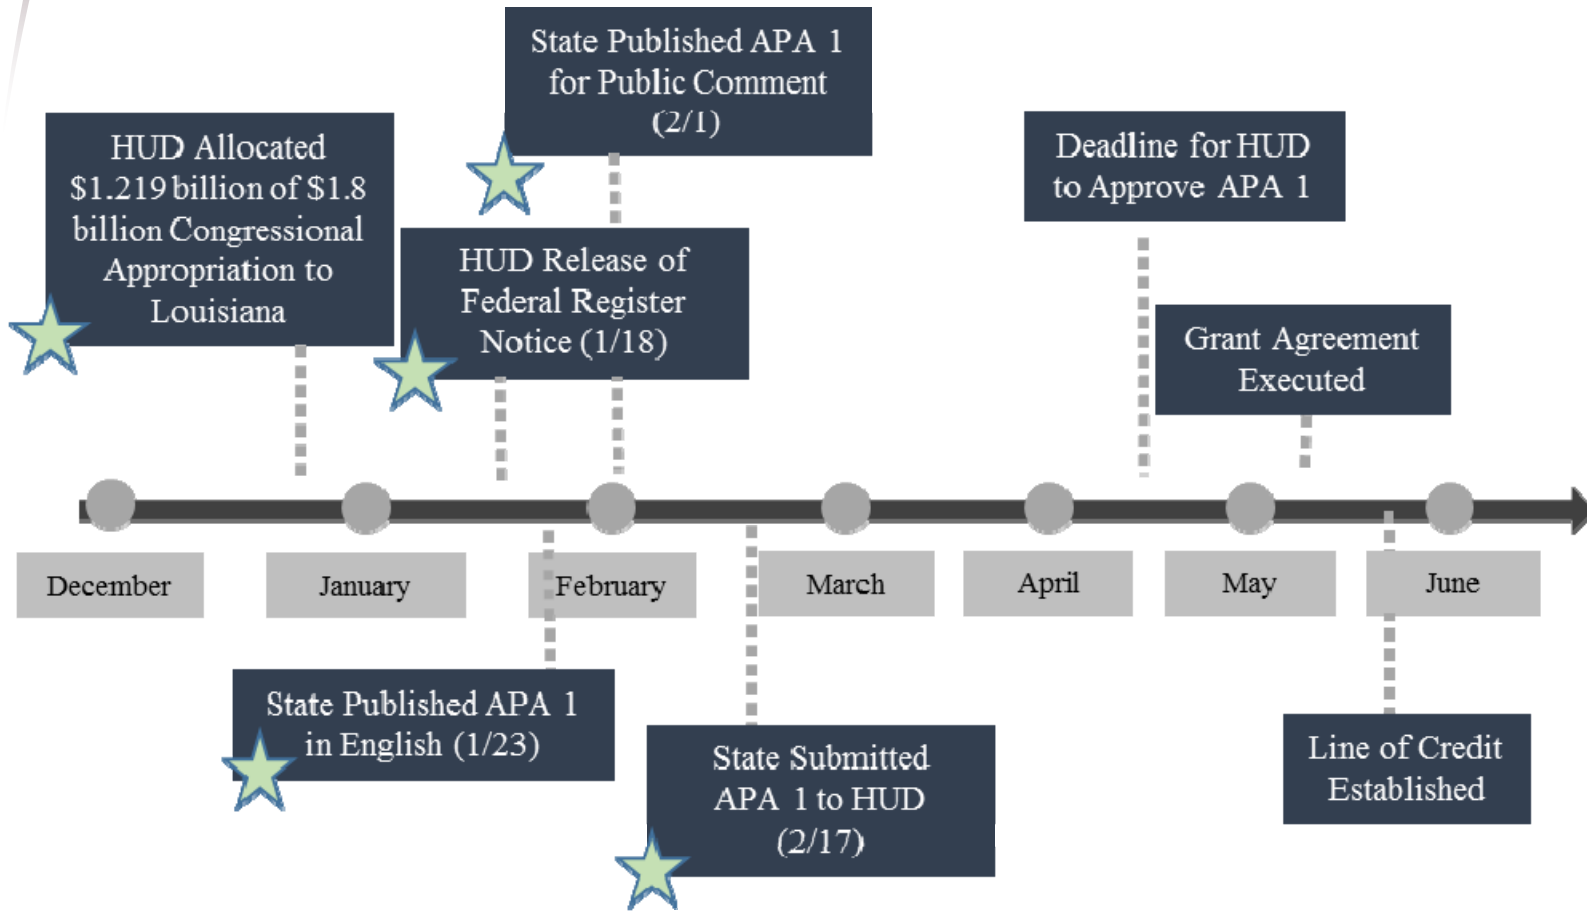 State Published APA 1
for Public Comment
(2/1)
HUD Allocated
$1.219 billion of $1.8
billion Congressional
Appropriation to
Louisiana
HUD Release of
Federal Register
Notice (1/18)
Deadline for HUD
to Approve APA 1
Grant Agreement
Executed
December
January
February
March
April
May
June
State Published APA 1
in English (1/23)
State Submitted
APA 1 to HUD
(2/17)
Line of Credit
Established